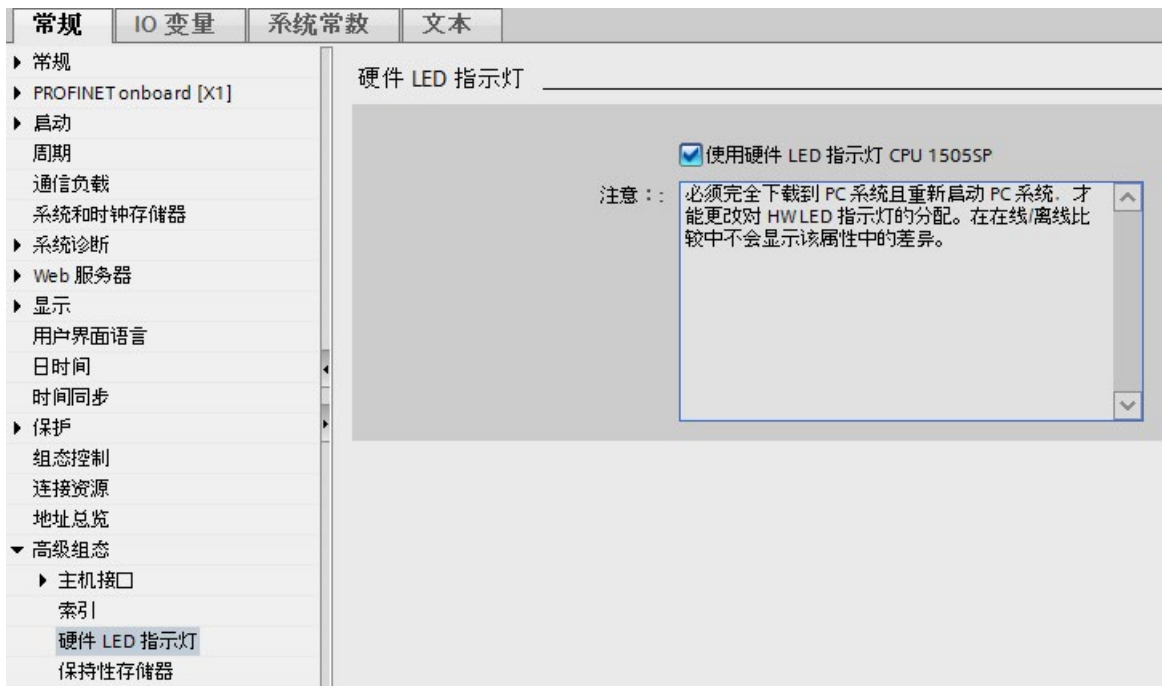 常规 IO 变量 系统常数 文本
常规
PROFINET onboard [X1]
启动
周期
通信负载
系统和时钟存储器
系统诊断
Web 服务器
显示
用户界面语言
日时间
时间同步
保护
组态控制
连接资源
地址总览
高级组态
主机接口
索引
硬件 LED 指示灯
保持性存储器
硬件 LED 指示灯
使用硬件 LED 指示灯 CPU 1505SP
注意：:
必须完全下载到 PC 系统且重新启动 PC 系统，才
能更改对 HW LED 指示灯的分配。在在线/离线比
较中不会显示该属性中的差异。